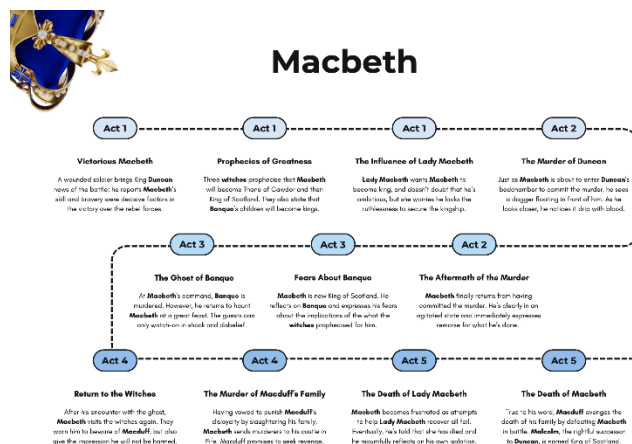 Macbeth
Act 1
Act 1
Act 1
Act 2
Victorious Macbeth
A wounded soldier brings King Duncan
news of the battle: he reports Macbeth's
skill and bravery were decisive factors in
the victory over the rebel forces.
Prophecies of Greatness
Three witches prophesise that Macbeth
will become Thane of Cawdor and then
King of Scotland. They also state that
Banquo's children will become kings.
The Influence of Lady Macbeth
Lady Macbeth wants Macbeth to
become king, and doesn't doubt that he's
ambitious, but she worries he lacks the
ruthlessness to secure the kingship.
The Murder of Duncan
Just as Macbeth is about to enter Duncan's
bedchamber to commit the murder, he sees
a dagger floating in front of him. As he
looks closer, he notices it drip with blood.
Act 3
Act 3
Act 2
The Ghost of Banquo
At Macbeth's command, Banquo is
murdered. However, he returns to haunt
Macbeth at a great feast. The guests can
only watch-on in shock and disbelief.
Fears About Banquo
Macbeth is now King of Scotland. He
reflects on Banquo and expresses his fears
about the implications of the what the
witches prophesised for him.
The Aftermath of the Murder
Macbeth finally returns from having
committed the murder. He's clearly in an
agitated state and immediately expresses
remorse for what he's done.
Act 4
Act 4
Act 5
Act 5
Return to the Witches
After his encounter with the ghost,
Macbeth visits the witches again. They
warn him to beware of Macduff, but also
give the impression he will not be harmed.
The Murder of Macduff's Family
Having vowed to punish Macduff's
disloyalty by slaughtering his family,
Macbeth sends murderers to his castle in
Fife. Macduff promises to seek revenge.
The Death of Lady Macbeth
Macbeth becomes frustrated as attempts
to help Lady Macbeth recover all fail.
Eventually, he's told that she has died and
he mournfully reflects on his own isolation.
The Death of Macbeth
True to his word, Macduff avenges the
death of his family by defeating Macbeth
in battle. Malcolm, the rightful successor
to Duncan, is named King of Scotland.